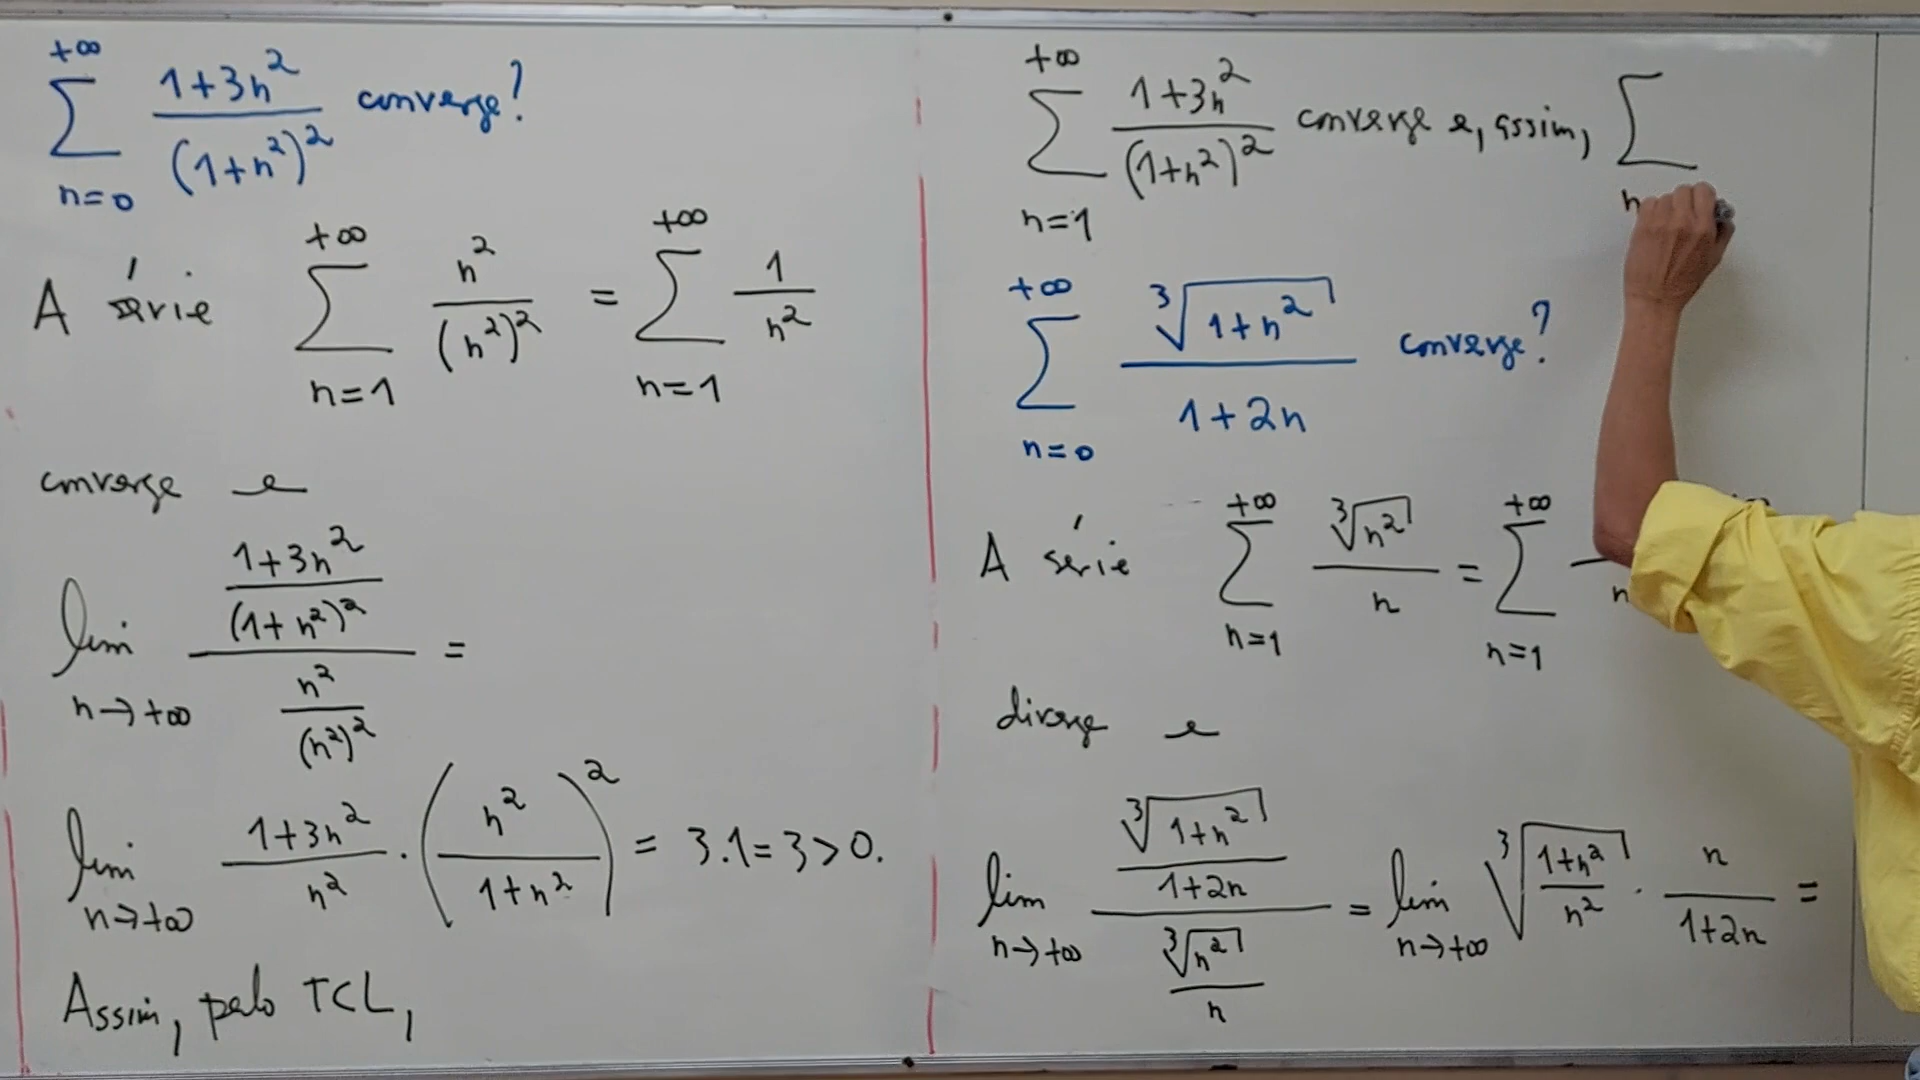 +∞
∑ 1+3n² / (1+n²)² converge?
n=0
A série ∑_{n=1}^{+∞} n² / (n²)² = ∑_{n=1}^{+∞} 1 / n²
converge e
lim_{n→+∞} ((1+3n²) / (1+n²)²) / (n² / (n²)²) =
lim_{n→+∞} (1+3n²) / n² · (n² / (1+n²))² = 3.1=3>0.
Assim, pelo TCL,
∑_{n=1}^{+∞} 1+3n² / (1+n²)² converge e, assim, ∑ n
∑_{n=0}^{+∞} ∛(1+n²) / (1+2n) converge?
A série ∑_{n=1}^{+∞} ∛(n²) / n = ∑_{n=1}^{+∞} / n
diverge e
lim_{n→+∞} (∛(1+n²) / (1+2n)) / (∛(n²) / n) = lim_{n→+∞} ∛((1+n²) / n²) · n / (1+2n) =